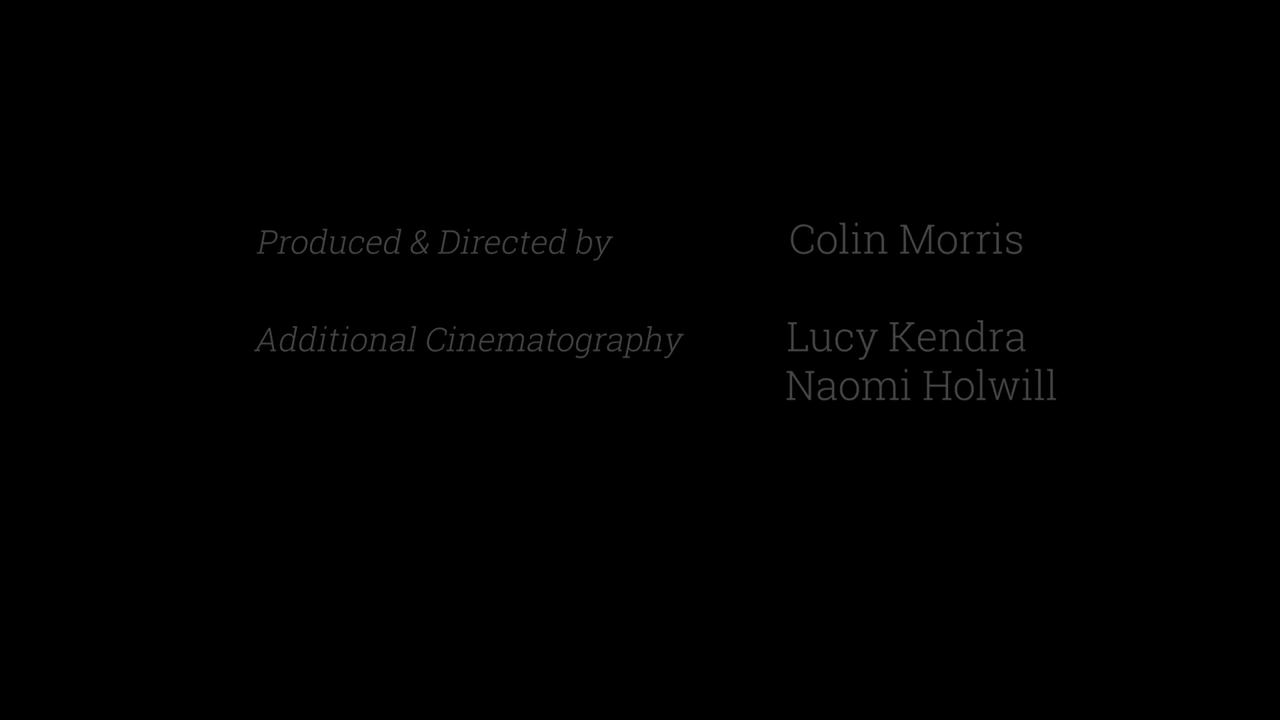 Produced & Directed by Colin Morris
Additional Cinematography Lucy Kendra
Naomi Holwill